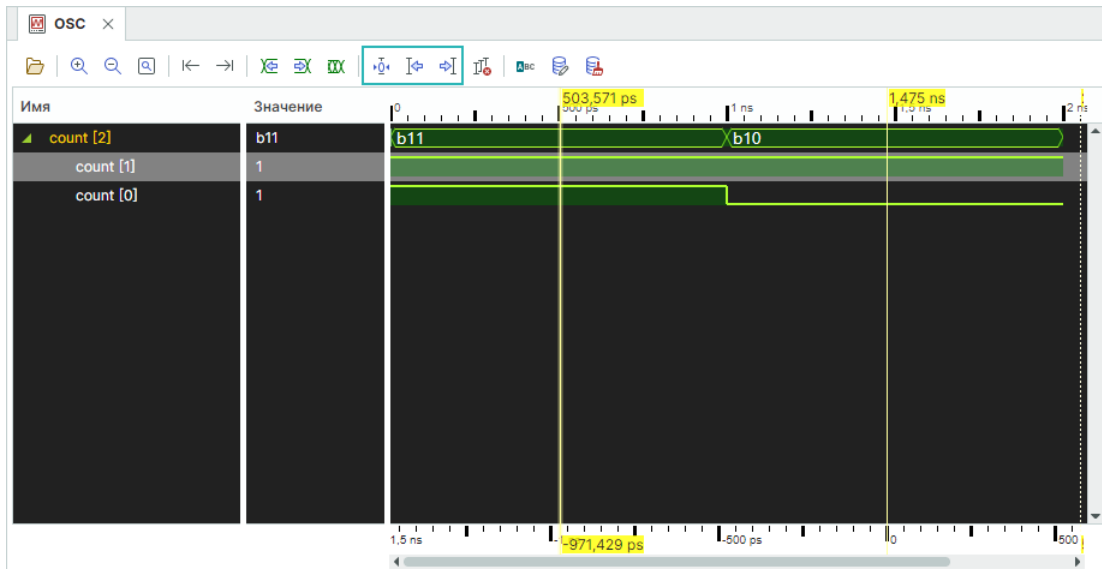 OSC
ABC
Имя
Значение
0
500 ps
503,571 ps
1 ns
1,475 ns
1,5 ns
2 ns
count [2]
b11
b11
b10
count [1]
1
count [0]
1
1,5 ns
-971,429 ps
-500 ps
0
500